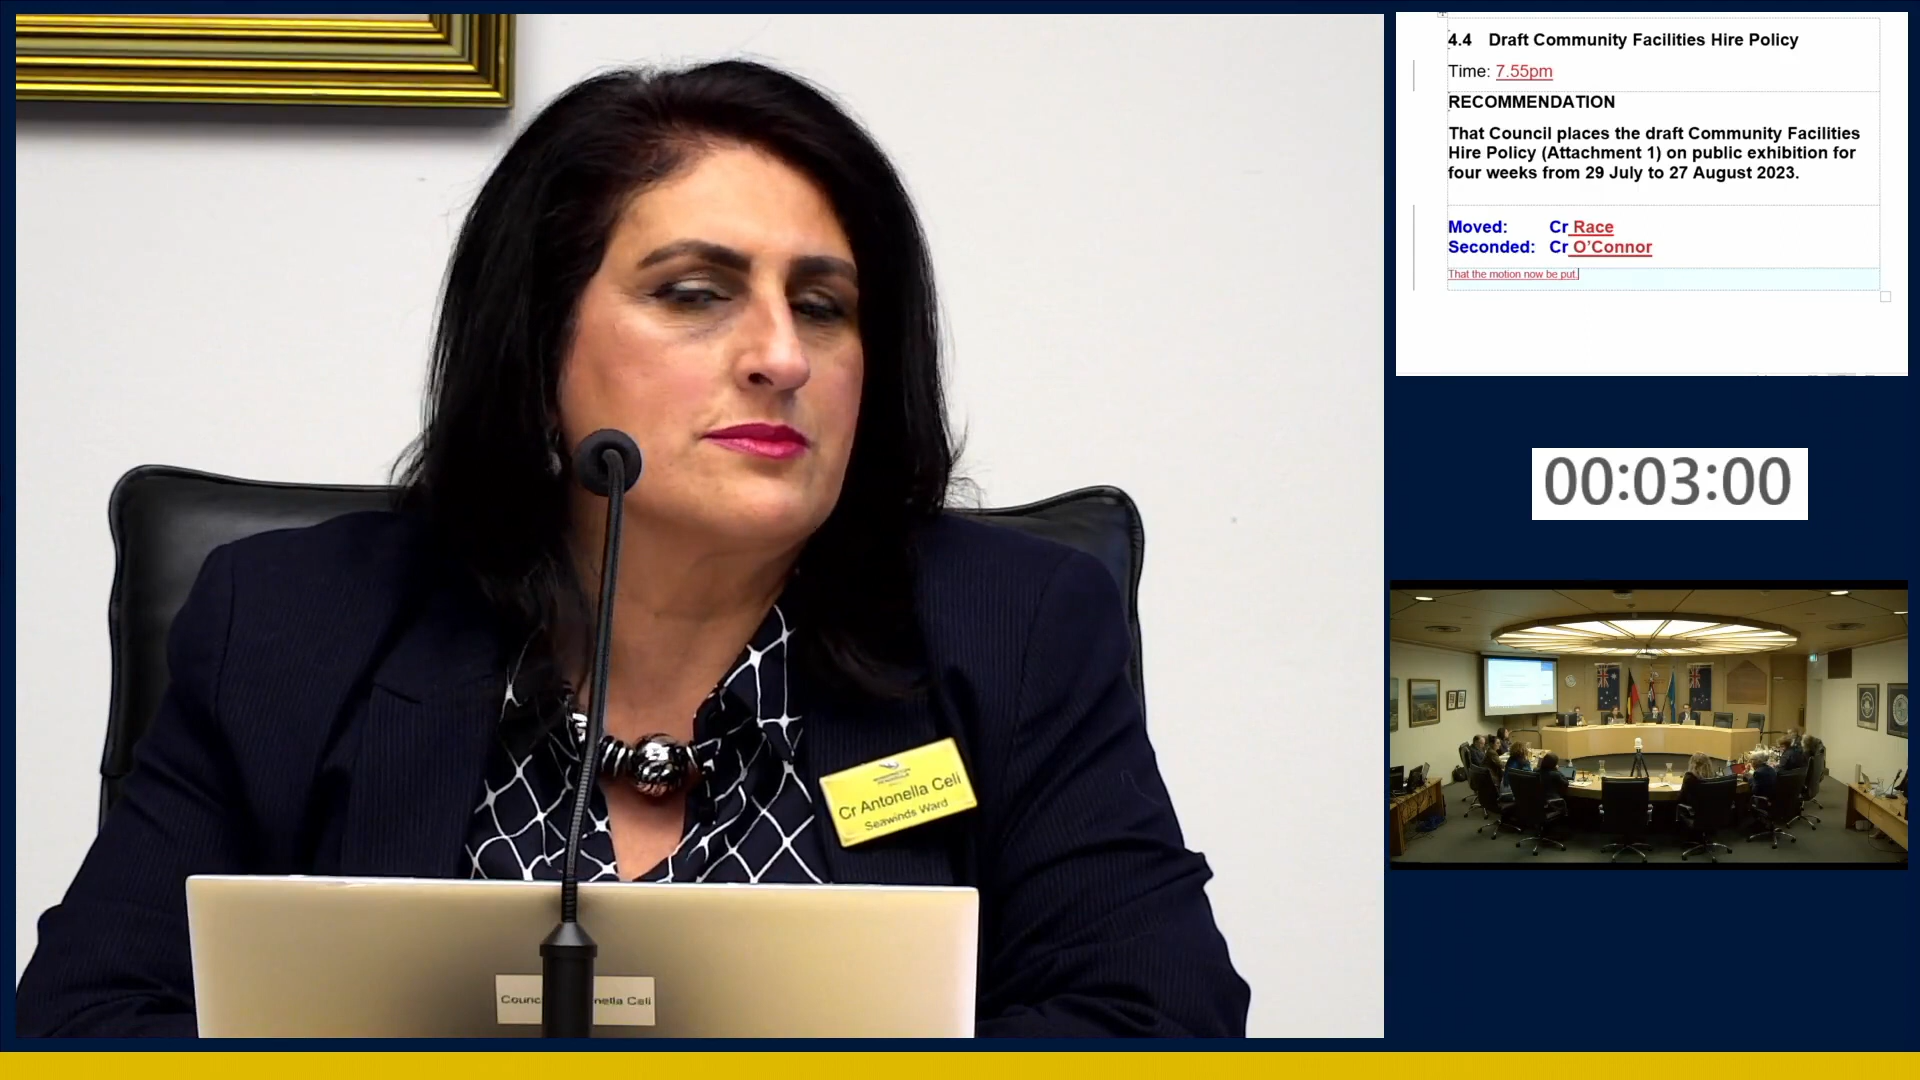 4.4 Draft Community Facilities Hire Policy
Time: 7.55pm
RECOMMENDATION
That Council places the draft Community Facilities
Hire Policy (Attachment 1) on public exhibition for
four weeks from 29 July to 27 August 2023.
Moved: Cr Race
Seconded: Cr O'Connor
That the motion now be put.
00:03:00
MORNINGTON
PENINSULA
Cr Antonella Celi
Seawinds Ward
Celi